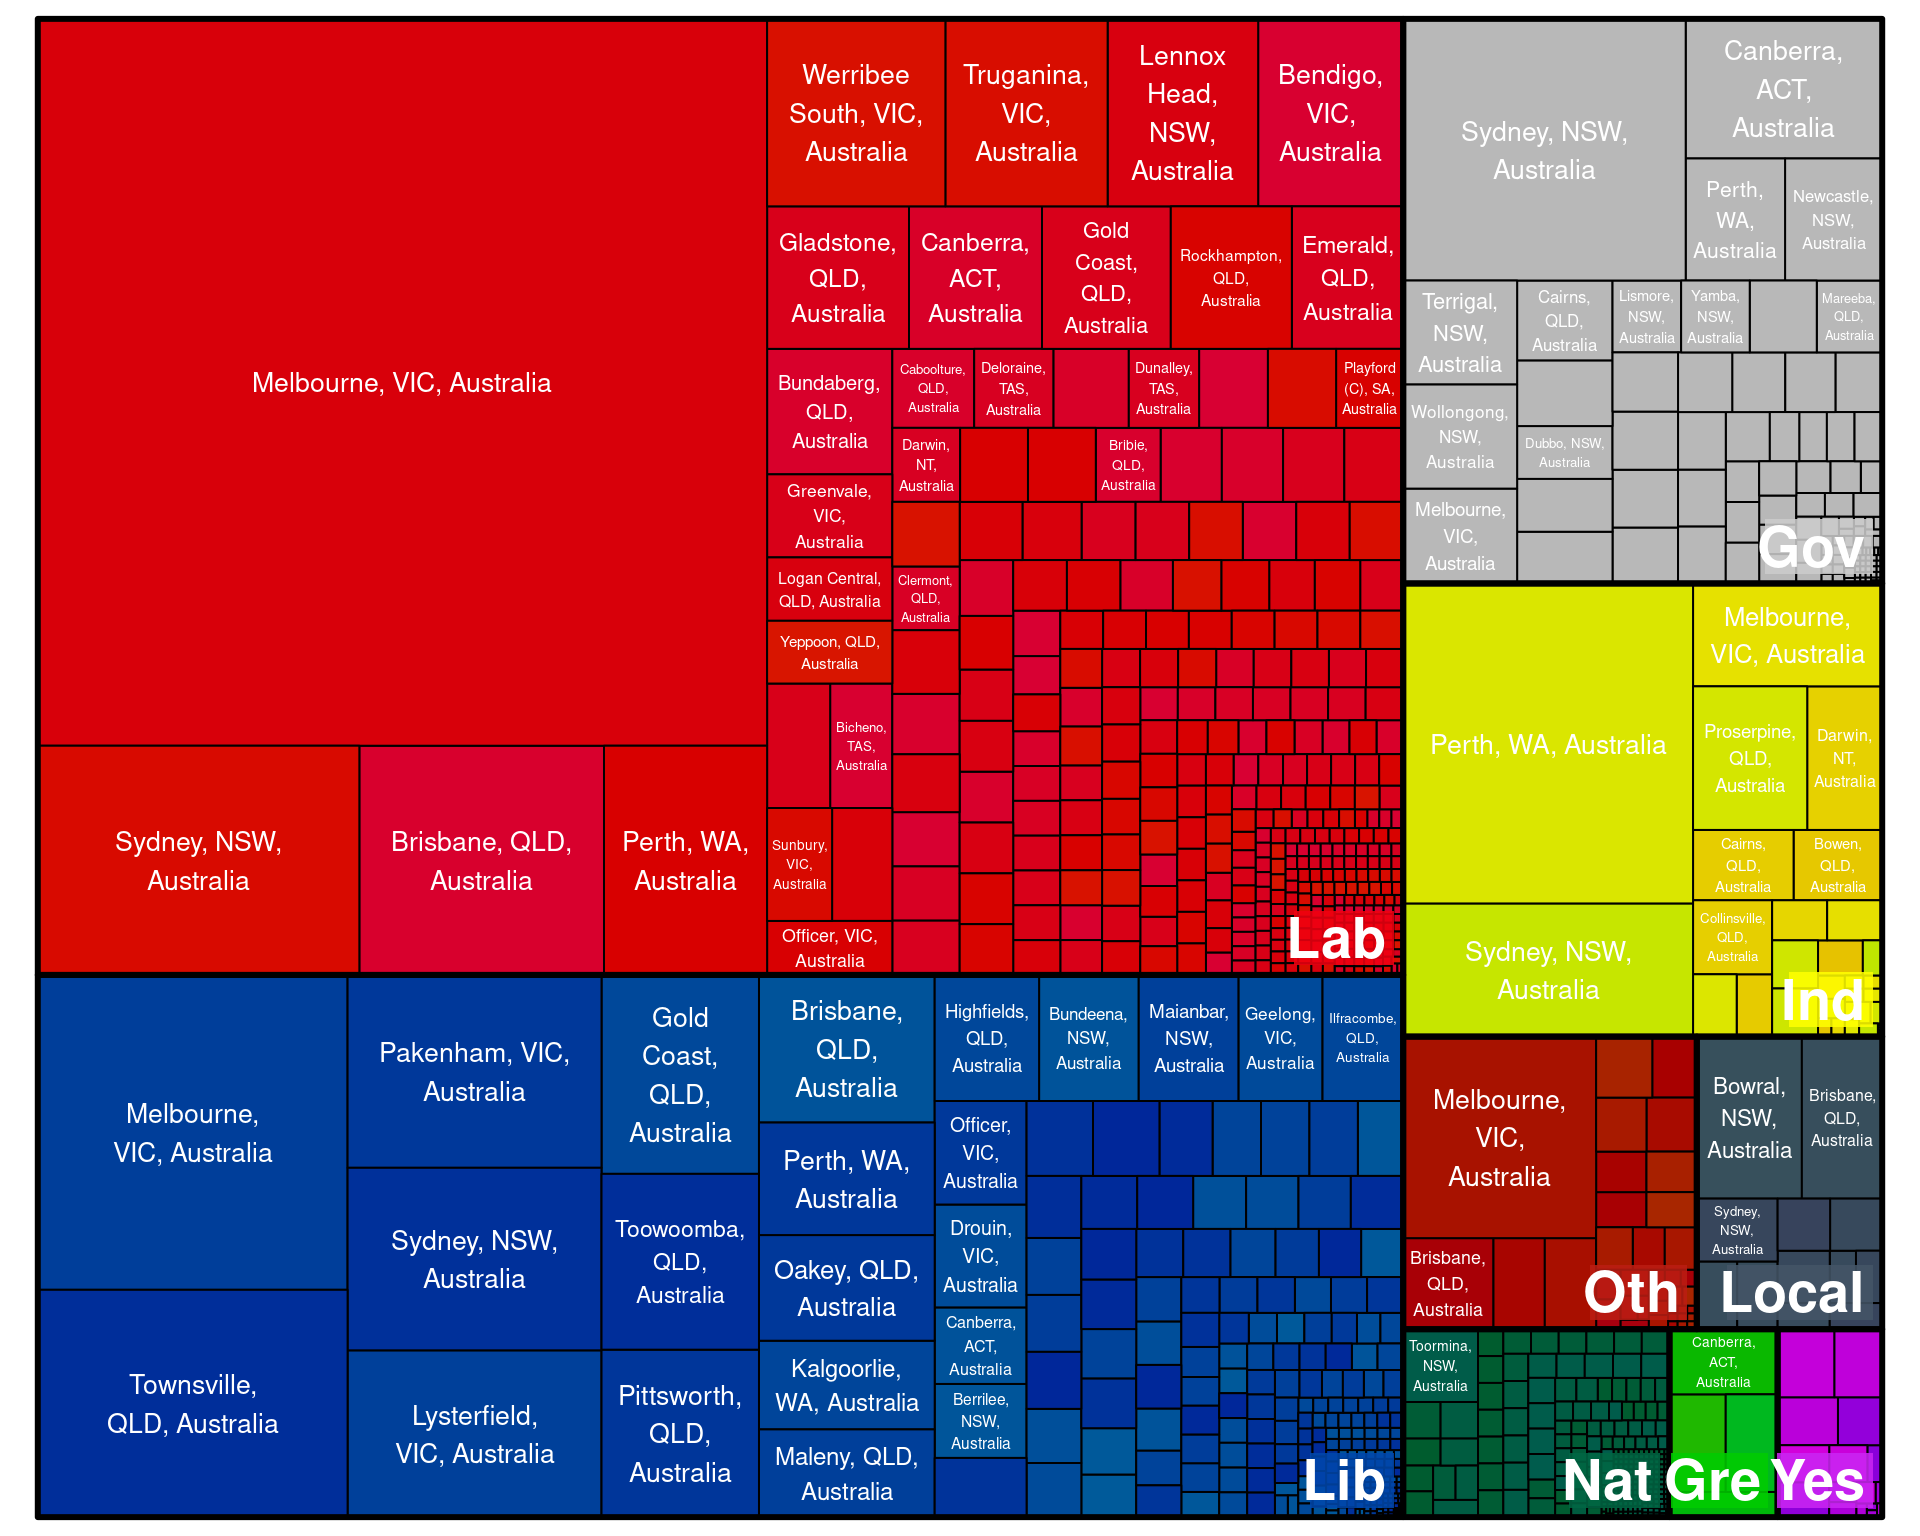 Melbourne, VIC, Australia
Sydney, NSW,
Australia
Brisbane, QLD,
Australia
Perth, WA,
Australia
Werribee
South, VIC,
Australia
Truganina,
VIC,
Australia
Lennox
Head,
NSW,
Australia
Bendigo,
VIC,
Australia
Gladstone,
QLD,
Australia
Canberra,
ACT,
Australia
Gold
Coast,
QLD,
Australia
Rockhampton,
QLD,
Australia
Emerald,
QLD,
Australia
Bundaberg,
QLD,
Australia
Caboolture,
QLD,
Australia
Deloraine,
TAS,
Australia
Dunalley,
TAS,
Australia
Playford
(C), SA,
Australia
Darwin,
NT,
Australia
Bribie,
QLD,
Australia
Greenvale,
VIC,
Australia
Logan Central,
QLD, Australia
Clermont,
QLD,
Australia
Yeppoon, QLD,
Australia
Bicheno,
TAS,
Australia
Sunbury,
VIC,
Australia
Officer, VIC,
Australia
Lab
Melbourne,
VIC, Australia
Townsville,
QLD, Australia
Pakenham, VIC,
Australia
Sydney, NSW,
Australia
Lysterfield,
VIC, Australia
Gold
Coast,
QLD,
Australia
Toowoomba,
QLD,
Australia
Pittsworth,
QLD,
Australia
Brisbane,
QLD,
Australia
Perth, WA,
Australia
Oakey, QLD,
Australia
Kalgoorlie,
WA, Australia
Maleny, QLD,
Australia
Highfields,
QLD,
Australia
Bundeena,
NSW,
Australia
Maianbar,
NSW,
Australia
Geelong,
VIC,
Australia
Ilfracombe,
QLD,
Australia
Officer,
VIC,
Australia
Drouin,
VIC,
Australia
Canberra,
ACT,
Australia
Berrilee,
NSW,
Australia
Lib
Sydney, NSW,
Australia
Canberra,
ACT,
Australia
Perth,
WA,
Australia
Newcastle,
NSW,
Australia
Terrigal,
NSW,
Australia
Cairns,
QLD,
Australia
Lismore,
NSW,
Australia
Yamba,
NSW,
Australia
Mareeba,
QLD,
Australia
Wollongong,
NSW,
Australia
Dubbo, NSW,
Australia
Melbourne,
VIC,
Australia
Gov
Perth, WA, Australia
Sydney, NSW,
Australia
Melbourne,
VIC, Australia
Proserpine,
QLD,
Australia
Darwin,
NT,
Australia
Cairns,
QLD,
Australia
Bowen,
QLD,
Australia
Collinsville,
QLD,
Australia
Ind
Melbourne,
VIC,
Australia
Brisbane,
QLD,
Australia
Oth
Bowral,
NSW,
Australia
Brisbane,
QLD,
Australia
Sydney,
NSW,
Australia
Local
Toormina,
NSW,
Australia
Nat
Canberra,
ACT,
Australia
Gre
Yes